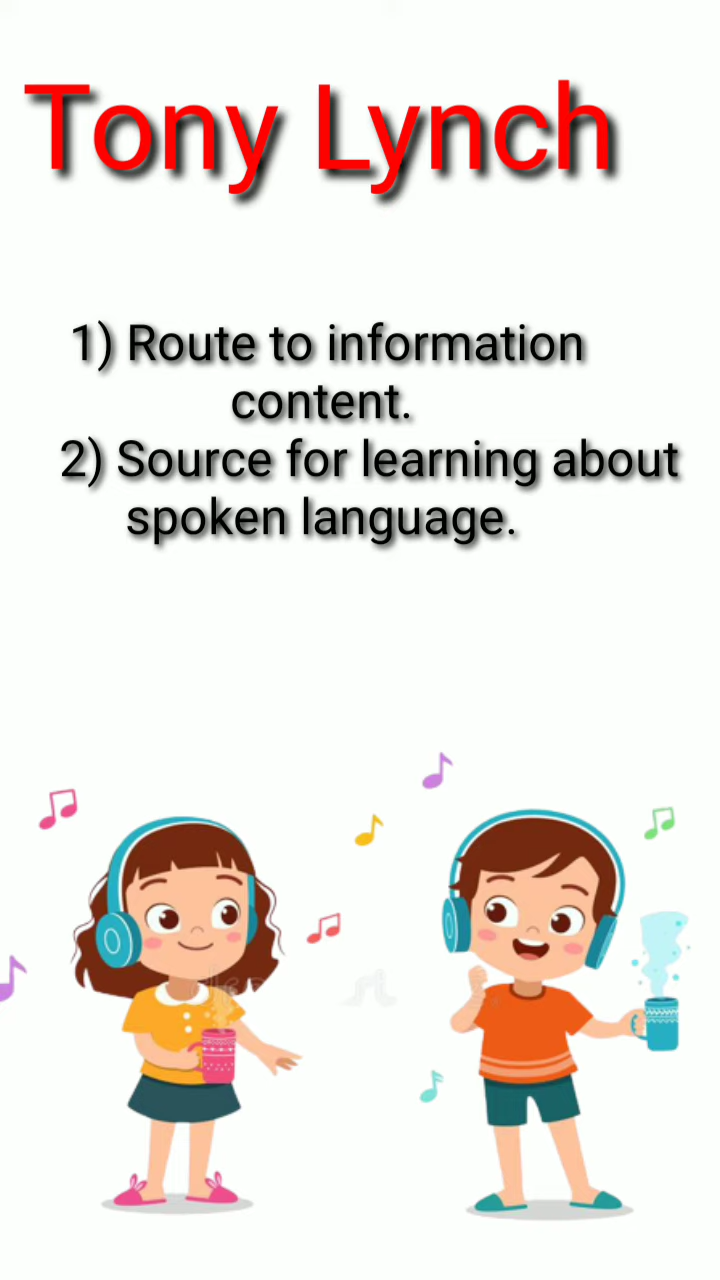 Tony Lynch
1) Route to information
content.
2) Source for learning about
spoken language.